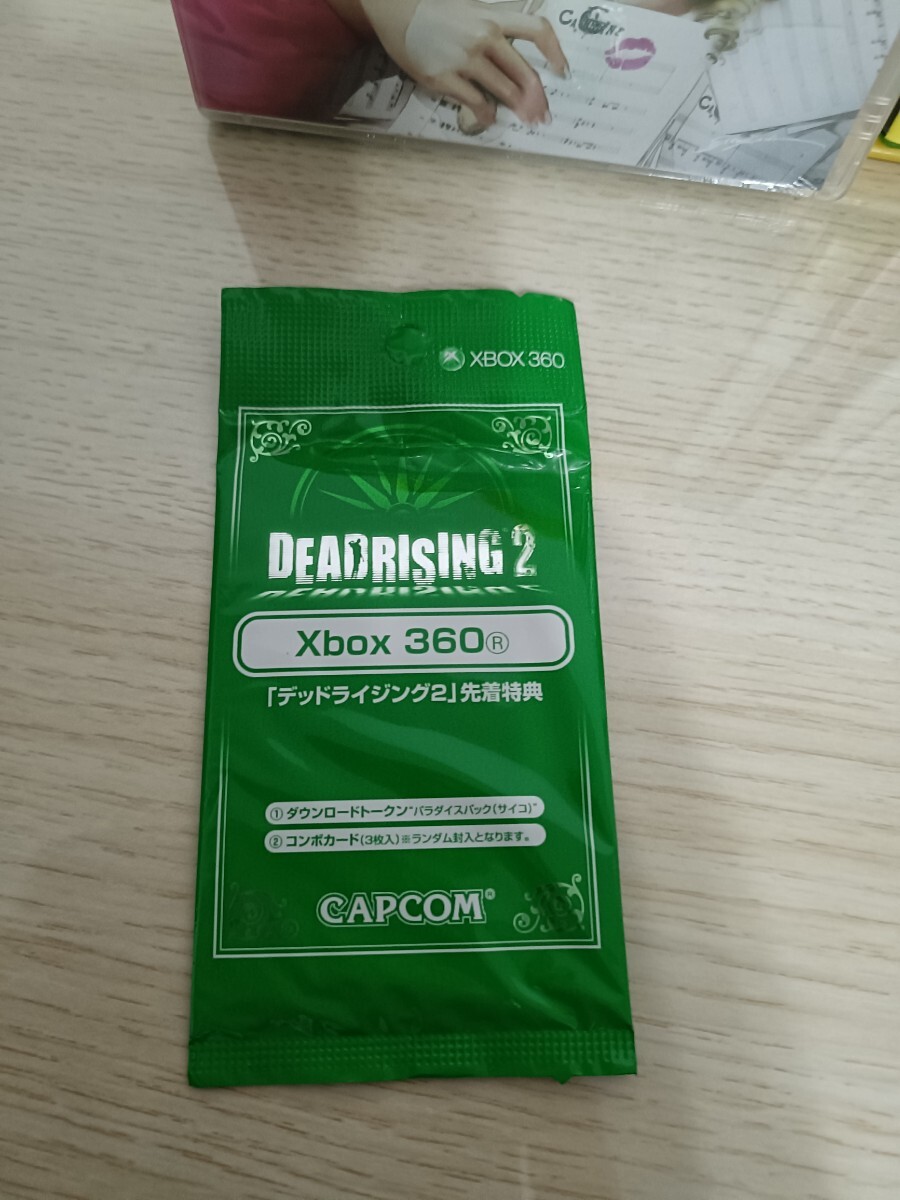 XBOX 360
DEADRISING 2
Xbox 360®
「デッドライジング2」先着特典
① ダウンロードトークン"パラダイスパック(サイコ)"
② コンボカード(3枚入)※ランダム封入となります。
CAPCOM®